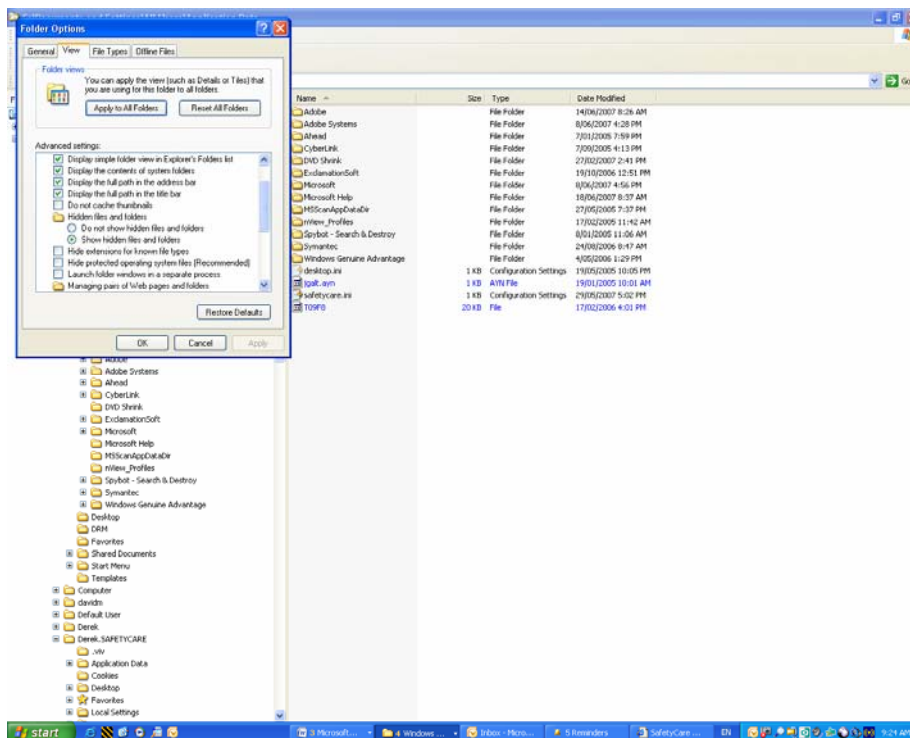 Folder Options
General View File Types Offline Files
Folder views
You can apply the view (such as Details or Tiles) that
you are using for this folder to all folders.
Apply to All Folders Reset All Folders
Advanced settings:
Display simple folder view in Explorer's Folders list
Display the contents of system folders
Display the full path in the address bar
Display the full path in the title bar
Do not cache thumbnails
Hidden files and folders
Do not show hidden files and folders
Show hidden files and folders
Hide extensions for known file types
Hide protected operating system files (Recommended)
Launch folder windows in a separate process
Managing pairs of Web pages and folders
Restore Defaults
OK Cancel Apply
Go
Name Size Type Date Modified
Adobe File Folder 14/06/2007 8:26 AM
Adobe Systems File Folder 8/06/2007 4:28 PM
Ahead File Folder 7/01/2005 7:59 PM
CyberLink File Folder 7/09/2005 4:13 PM
DVD Shrink File Folder 27/02/2007 2:41 PM
ExclamationSoft File Folder 19/10/2006 12:51 PM
Microsoft File Folder 8/06/2007 4:56 PM
Microsoft Help File Folder 18/06/2007 8:37 AM
MSScanAppDataDir File Folder 27/05/2005 7:37 PM
nView_Profiles File Folder 17/02/2005 11:42 AM
Spybot - Search & Destroy File Folder 8/01/2005 11:06 AM
Symantec File Folder 24/08/2006 8:47 AM
Windows Genuine Advantage File Folder 4/05/2006 1:29 PM
desktop.ini 1 KB Configuration Settings 19/05/2005 10:05 PM
1 KB AYN File 19/01/2005 10:01 AM
safetycare.ini 1 KB Configuration Settings 29/05/2007 5:02 PM
T09F0 20 KB File 17/02/2006 4:01 PM
Adobe
Adobe Systems
Ahead
CyberLink
DVD Shrink
ExclamationSoft
Microsoft
Microsoft Help
MSScanAppDataDir
nView_Profiles
Spybot - Search & Destroy
Symantec
Windows Genuine Advantage
Desktop
DRM
Favorites
Shared Documents
Start Menu
Templates
Computer
davidm
Default User
Derek
Derek.SAFETYCARE
.viv
Application Data
Cookies
Desktop
Favorites
Local Settings
start 3 Microsoft... 4 Windows ... Inbox - Micro... 5 Reminders SafetyCare ... EN 9:24 AM